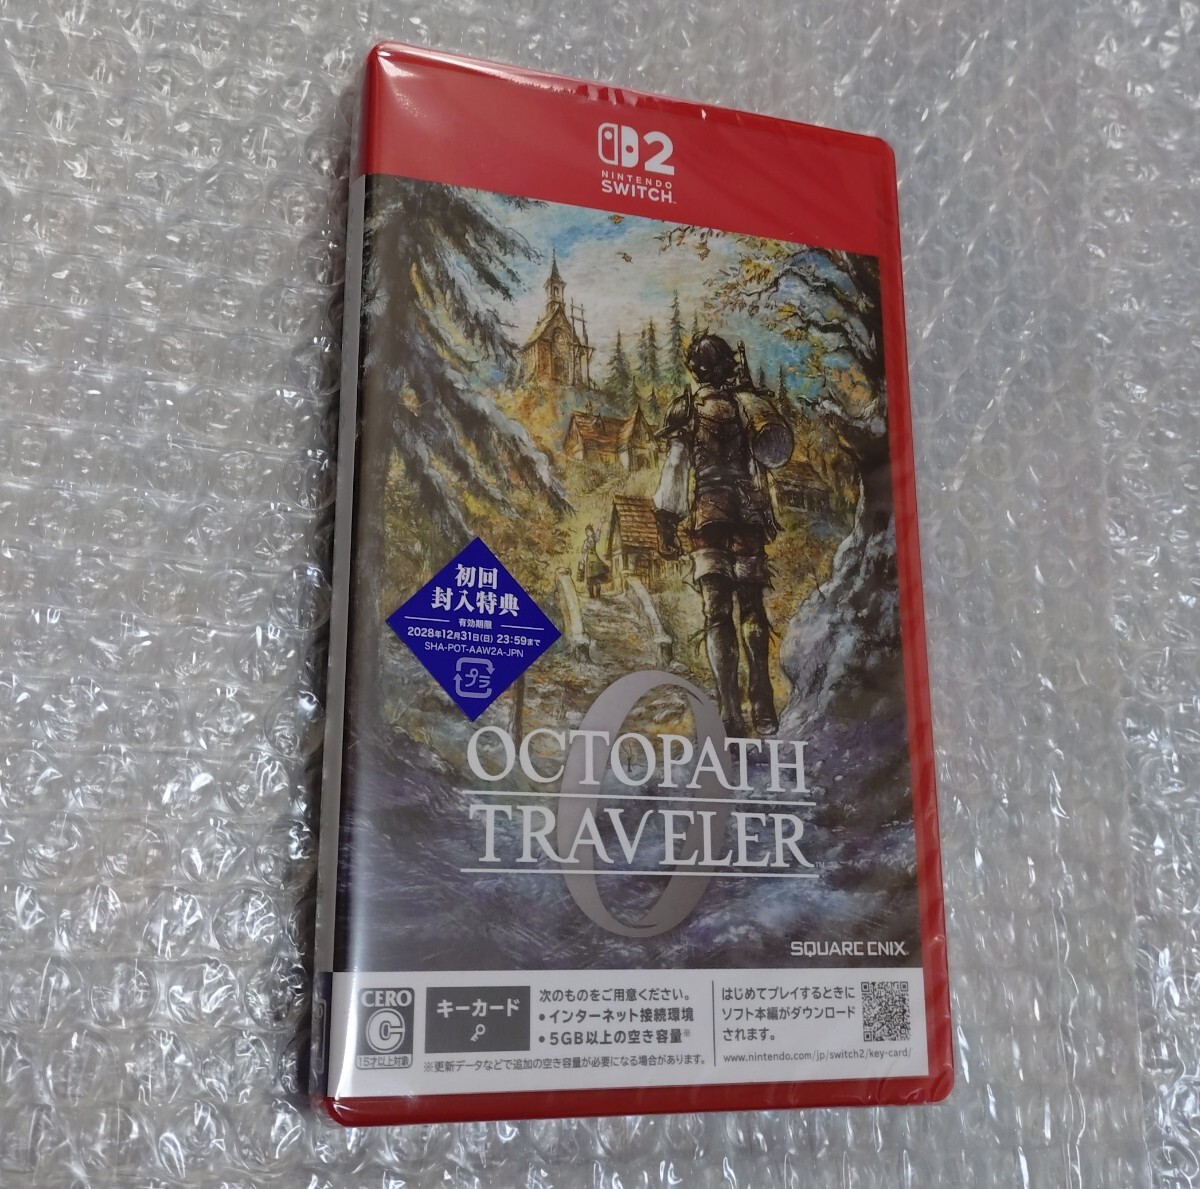 2
NINTENDO
SWITCH™
初回
封入特典
有効期限
2028年12月31日(日) 23:59まで
SHA-POT-AAW2A-JPN
プラ
0
OCTOPATH
TRAVELER™
SQUARE ENIX
CERO
C
15才以上対象
キーカード
次のものをご用意ください。
•インターネット接続環境
•5GB以上の空き容量※
※更新データなどで追加の空き容量が必要になる場合があります。
はじめてプレイするときに
ソフト本編がダウンロード
されます。
www.nintendo.com/jp/switch2/key-card/